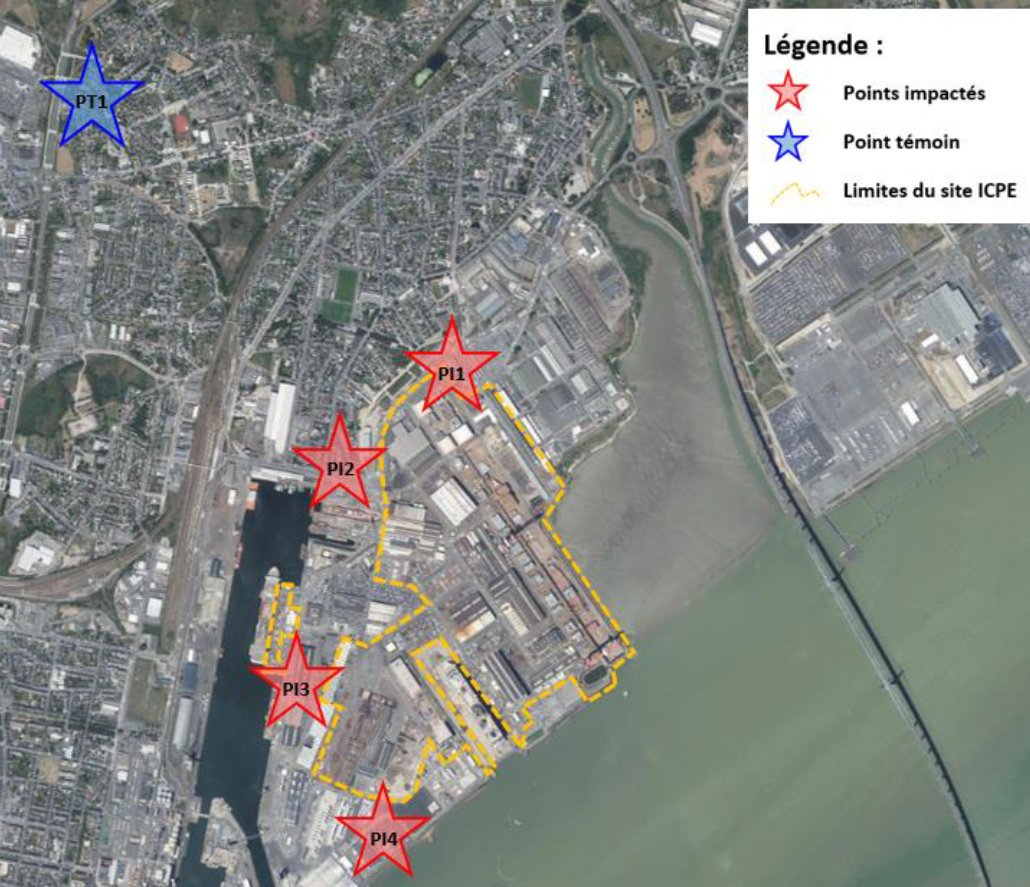 Légende :
Points impactés
Point témoin
Limites du site ICPE
PT1
PI1
PI2
PI3
PI4